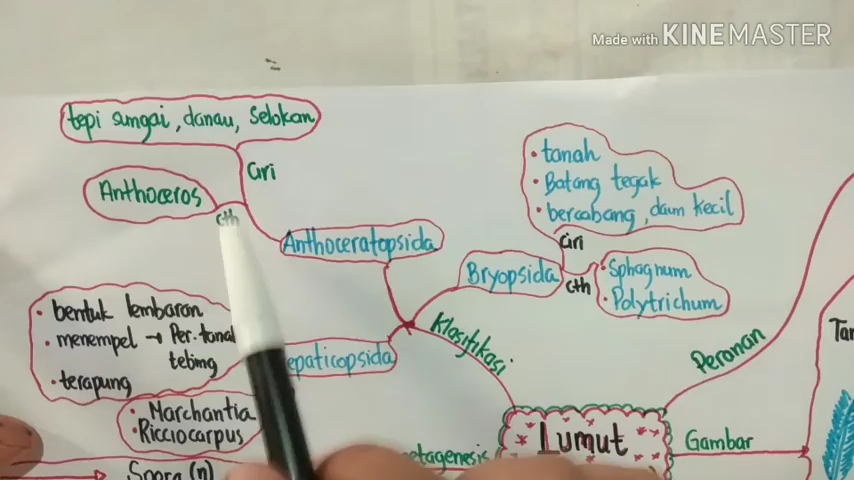 Made with KINEMASTER
tepi sungai, danau, Selokan
Ciri
Anthoceros
cth
Anthoceratopsida
• tanah
• Batang tegak
• bercabang, daun kecil
Ciri
Bryopsida
cth
• Sphagnum
• Polytrichum
• bentuk lembaran
• menempel → Per.tanah
tebing
• terapung
epaticopsida
• Marchantia
• Ricciocarpus
Klasifikasi
Peranan
Lumut
Gambar
etagenesis
Spora (n)